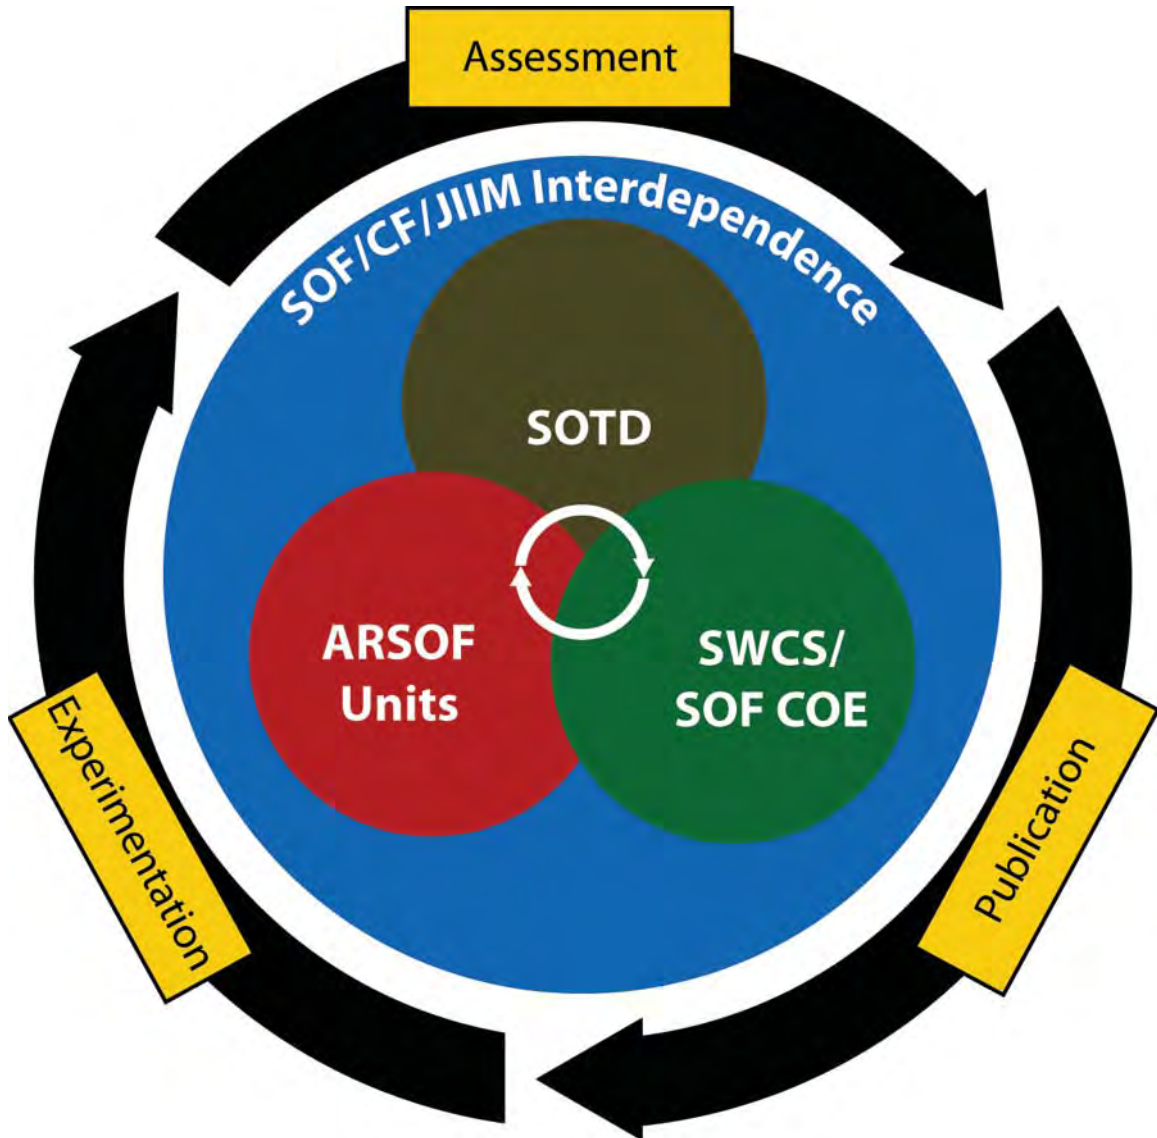 Assessment
SOF/CF/JIIM Interdependence
SOTD
ARSOF
Units
SWCS/
SOF COE
Experimentation
Publication